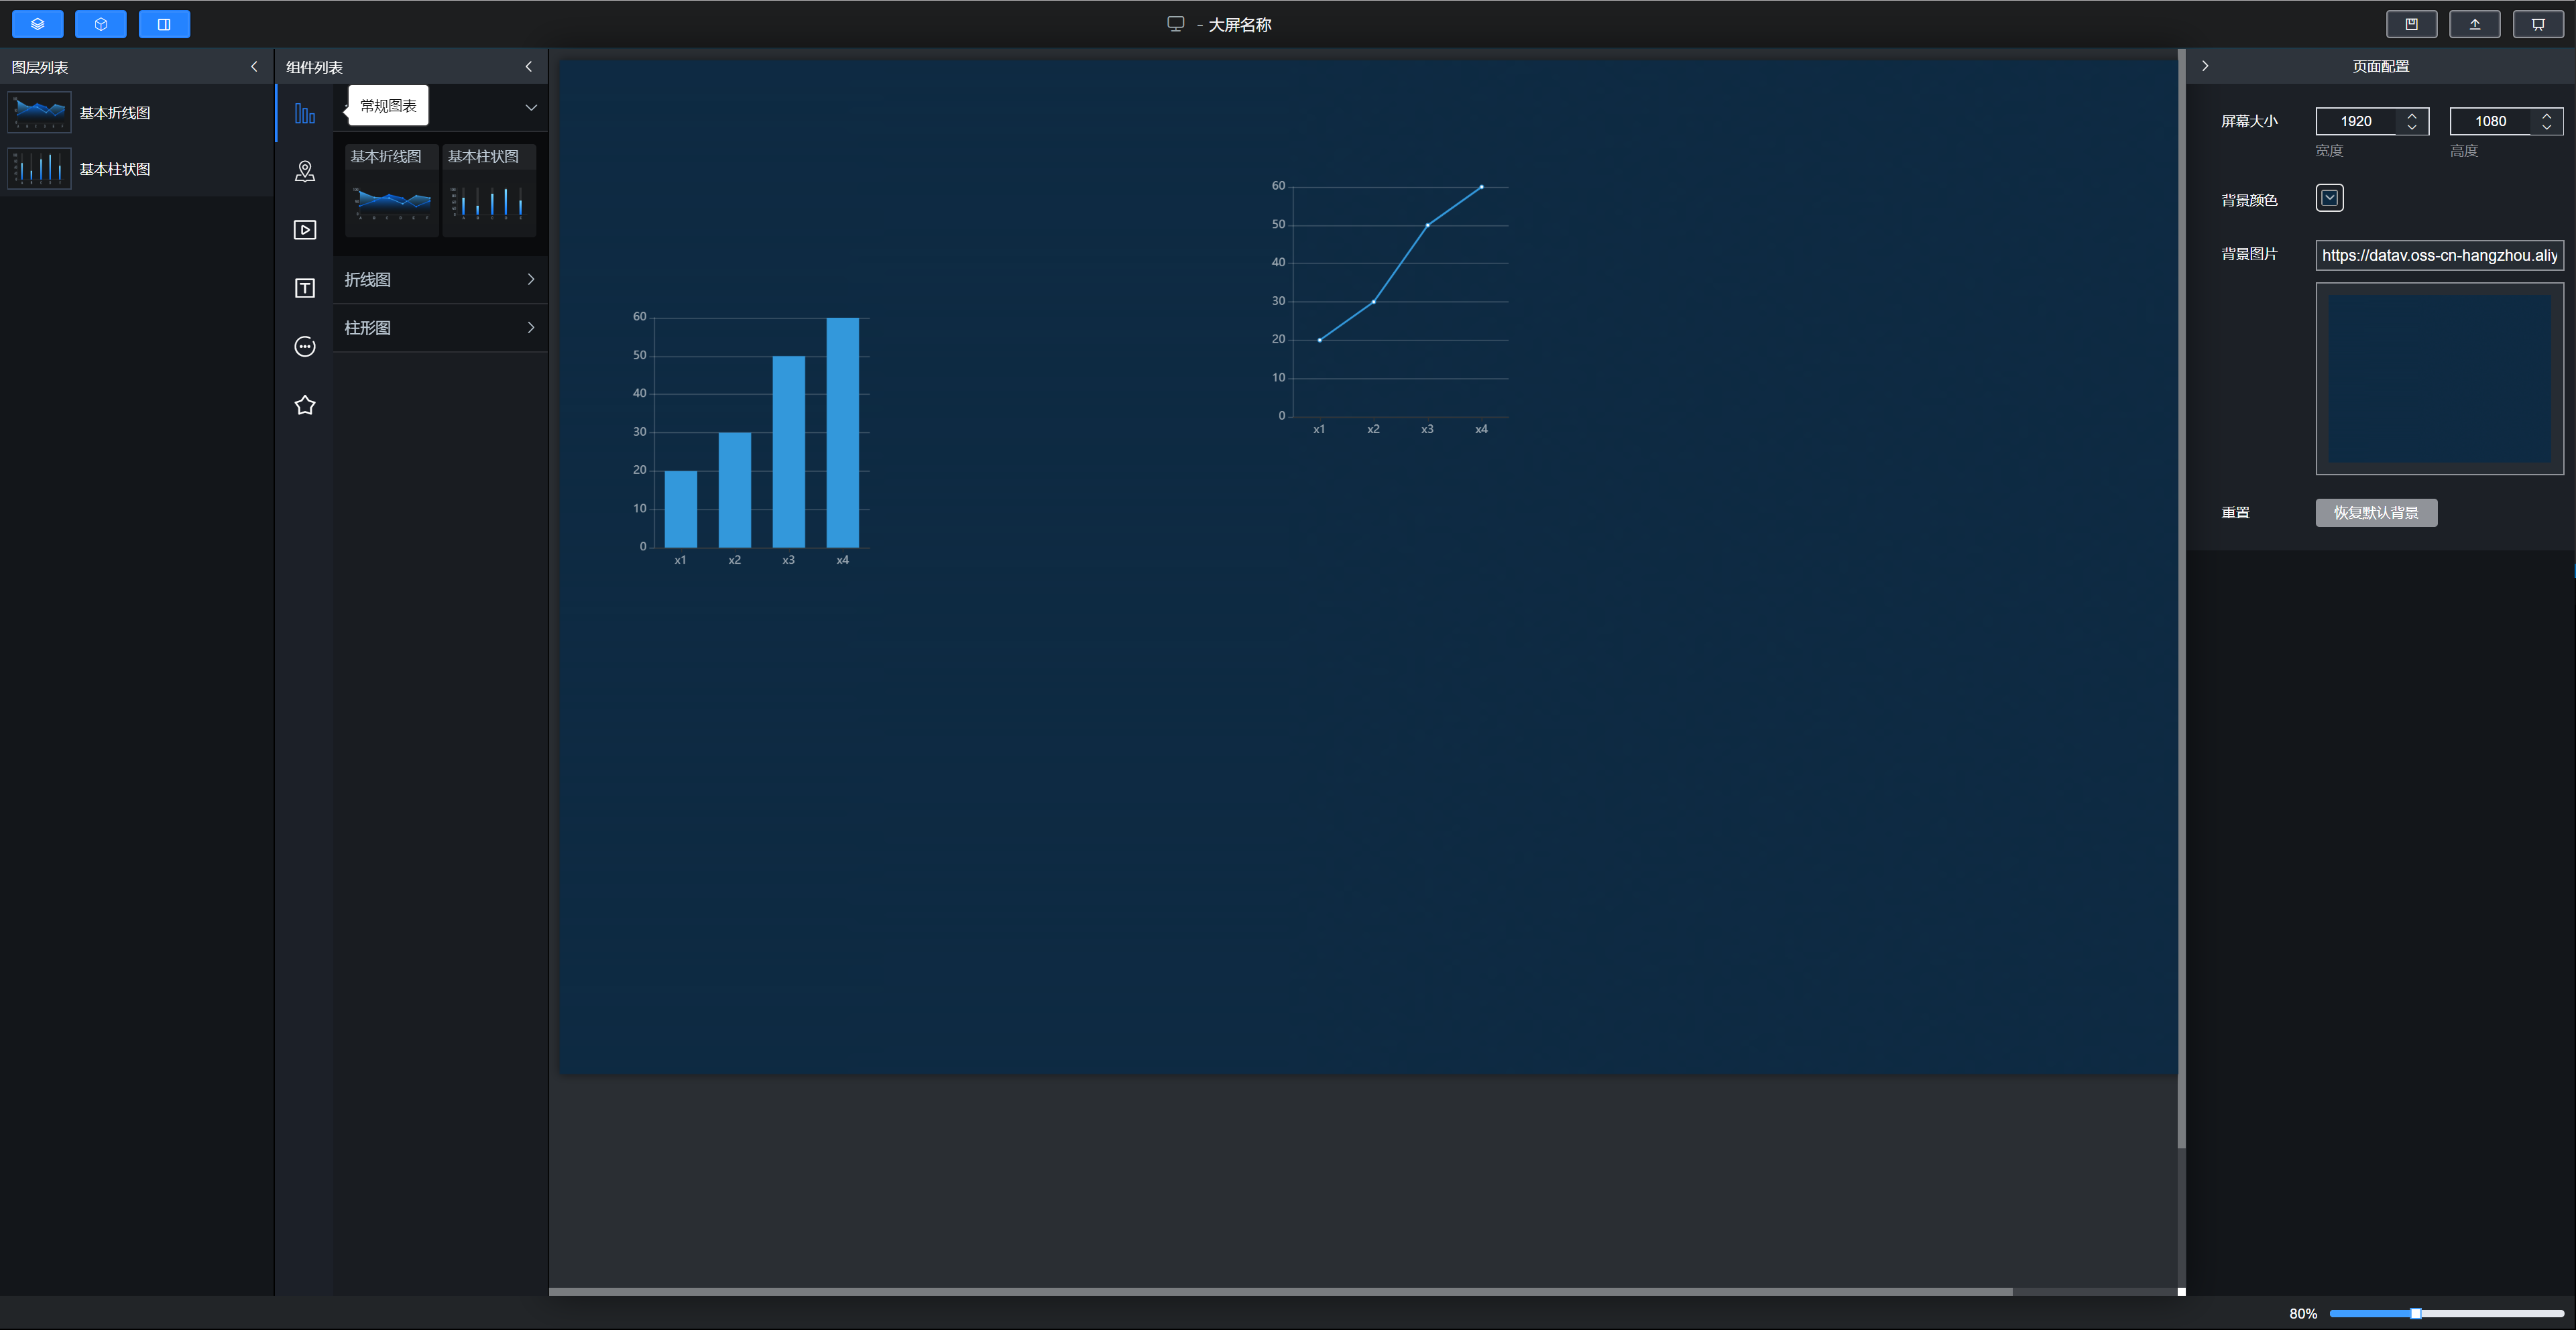 - 大屏名称
图层列表
基本折线图
基本柱状图
组件列表
常规图表
基本折线图
基本柱状图
折线图
柱形图
60
50
40
30
20
10
0
x1 x2 x3 x4
60
50
40
30
20
10
0
x1 x2 x3 x4
页面配置
屏幕大小 1920 1080
宽度 高度
背景颜色
背景图片 https://datav.oss-cn-hangzhou.aliy
重置 恢复默认背景
80%